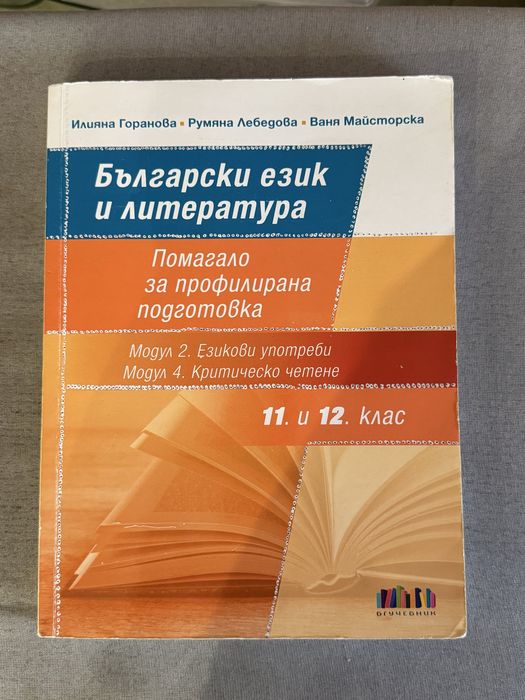 Илияна Горанова ▪ Румяна Лебедова ▪ Ваня Майсторска
Български език
и литература
Помагало
за профилирана
подготовка
Модул 2. Езикови употреби
Модул 4. Критическо четене
11. и 12. клас
БГУЧЕБНИК